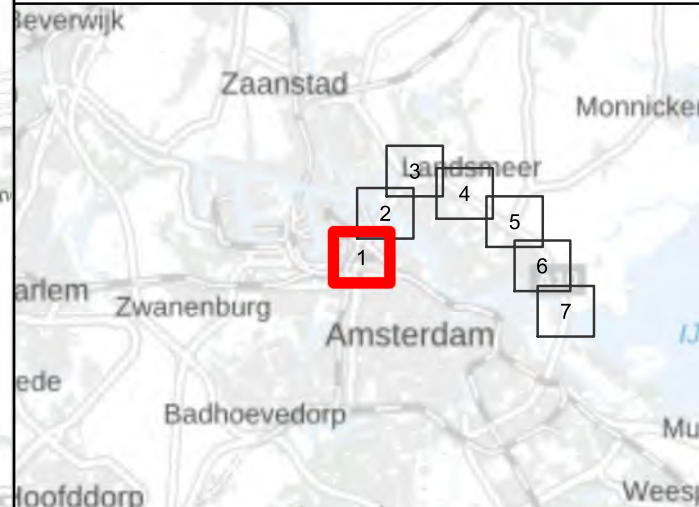 Beverwijk
Zaanstad
Monnicke
Landsmeer
3
4
2
5
1
6
arlem
Zwanenburg
7
Amsterdam
IJ
ede
Badhoevedorp
Mu
Weesp
Hoofddorp